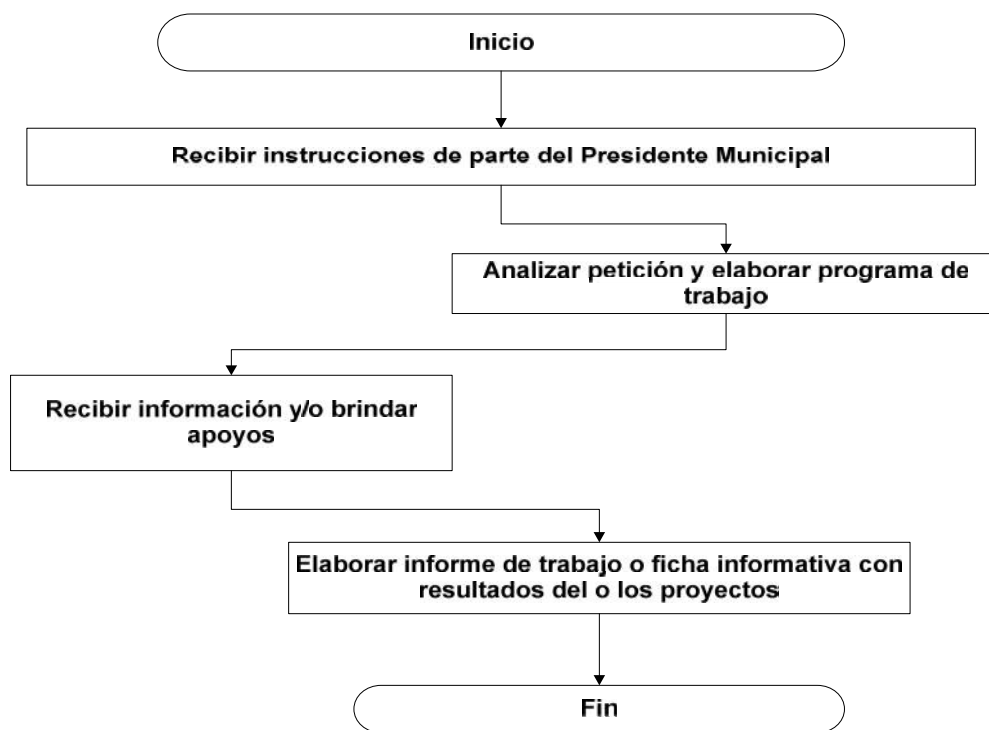 Inicio
Recibir instrucciones de parte del Presidente Municipal
Analizar petición y elaborar programa de
trabajo
Recibir información y/o brindar
apoyos
Elaborar informe de trabajo o ficha informativa con
resultados del o los proyectos
Fin